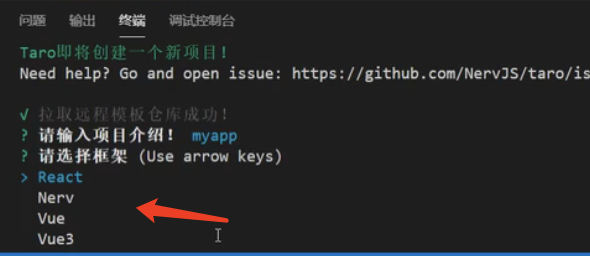 问题 输出 终端 调试控制台
Taro即将创建一个新项目!
Need help? Go and open issue: https://github.com/NervJS/taro/is
√ 拉取远程模板仓库成功!
? 请输入项目介绍! myapp
? 请选择框架 (Use arrow keys)
> React
Nerv
Vue
Vue3